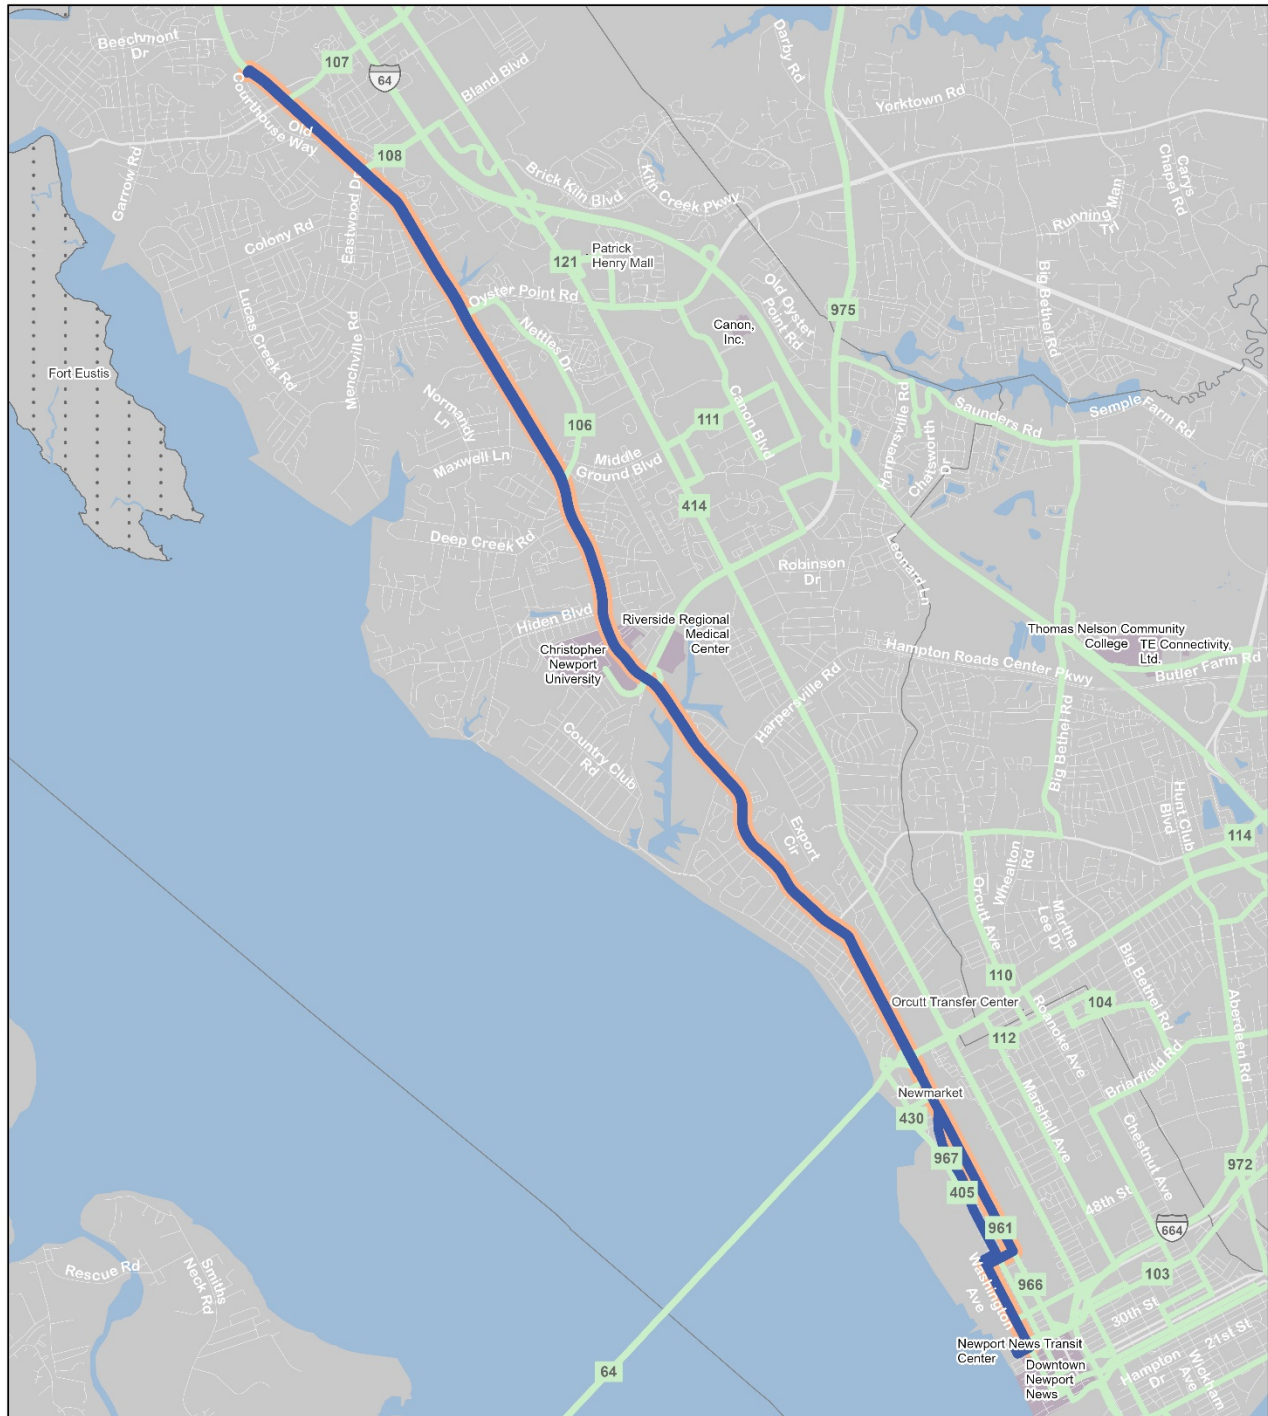 Beechmont
Dr
107
64
Bland Blvd
Darby Rd
Yorktown Rd
Courthouse Way
Old
108
Garrow Rd
Eastwood Dr
Brick Kiln Blvd
Kiln Creek Pkwy
Carys
Chapel Rd
Running Man
Trl
Colony Rd
121
Patrick
Henry Mall
Big Bethel Rd
Lucas Creek Rd
Menchville Rd
Oyster Point Rd
Old Oyster
Point Rd
975
Nettles Dr
Canon,
Inc.
Fort Eustis
Normandy
Ln
106
111
Canon Blvd
Harpersville Rd
Chatsworth
Dr
Saunders Rd
Semple Farm Rd
Maxwell Ln
Middle
Ground Blvd
414
Deep Creek Rd
Robinson
Dr
Leonard Ln
Hiden Blvd
Riverside Regional
Medical
Center
Christopher
Newport
University
Thomas Nelson Community
College
TE Connectivity,
Ltd.
Hampton Roads Center Pkwy
Butler Farm Rd
Harpersville Rd
Big Bethel Rd
Country Club
Rd
Export
Cir
Hunt Club
Blvd
114
Whealton
Rd
Orcutt Ave
Martha
Lee Dr
Big Bethel Rd
110
Orcutt Transfer Center
104
Roanoke Ave
112
Aberdeen Rd
Briarfield Rd
Newmarket
430
Marshall Ave
Chestnut Ave
967
972
405
48th St
961
664
Rescue Rd
Smiths
Neck Rd
Washington
Ave
966
103
30th St
21st St
Newport News Transit
Center
64
Downtown
Newport
News
Hampton
Dr
Wickham
Ave